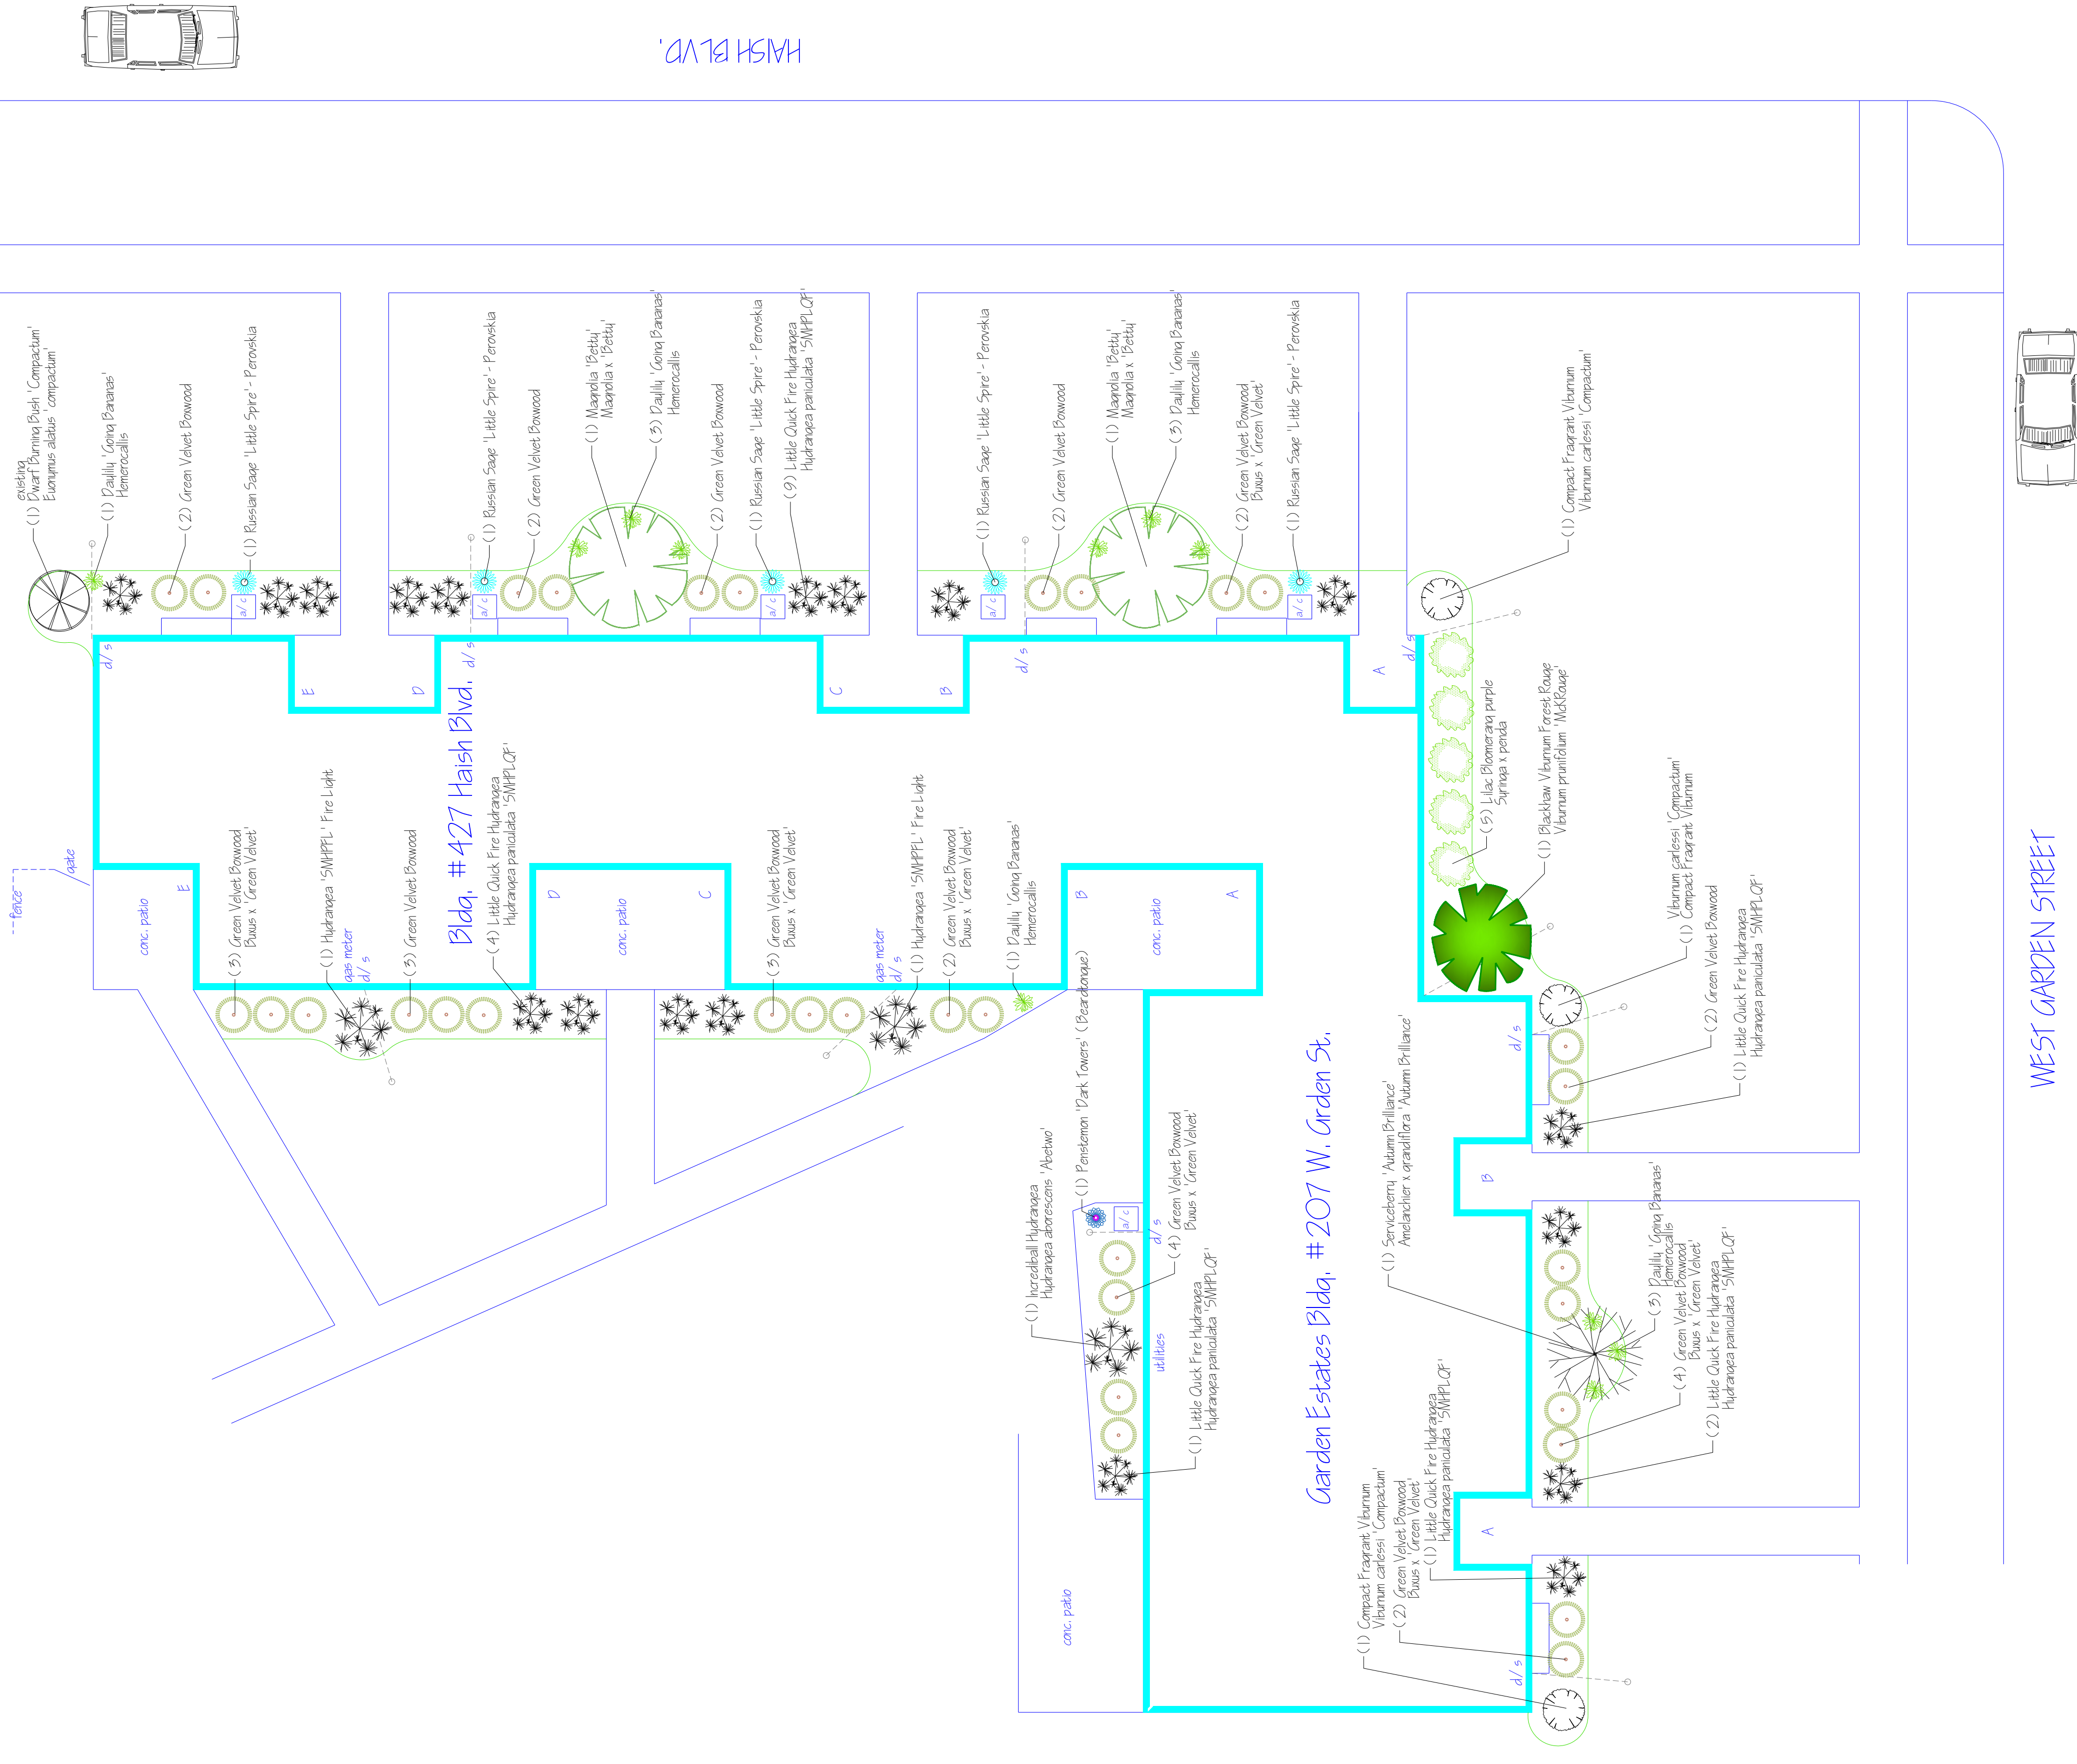 HAISH BLVD.
existing
(1) Dwarf Burning Bush 'Compactum'
Euonymus alatus 'compactum'
(1) Daylily 'Going Bananas'
Hemerocallis
(2) Green Velvet Boxwood
(1) Russian Sage 'Little Spire' - Perovskia
(1) Russian Sage 'Little Spire' - Perovskia
(2) Green Velvet Boxwood
(1) Magnolia 'Betty'
Magnolia x 'Betty'
(3) Daylily 'Going Bananas'
Hemerocallis
(2) Green Velvet Boxwood
(1) Russian Sage 'Little Spire' - Perovskia
(9) Little Quick Fire Hydrangea
Hydrangea paniculata 'SMHPLQF'
(1) Russian Sage 'Little Spire' - Perovskia
(2) Green Velvet Boxwood
(1) Magnolia 'Betty'
Magnolia x 'Betty'
(3) Daylily 'Going Bananas'
Hemerocallis
(2) Green Velvet Boxwood
Buxus x 'Green Velvet'
(1) Russian Sage 'Little Spire' - Perovskia
(1) Compact Fragrant Viburnum
Viburnum carlessi 'Compactum'
a/c
a/c
a/c
a/c
a/c
d/s
d/s
d/s
d/s
E
D
C
B
A
Bldg. #427 Haish Blvd.
fence
gate
conc. patio
E
(3) Green Velvet Boxwood
Buxus x 'Green Velvet'
(1) Hydrangea 'SMHPFL' Fire Light
gas meter
d/s
(3) Green Velvet Boxwood
(4) Little Quick Fire Hydrangea
Hydrangea paniculata 'SMHPLQF'
D
conc. patio
C
(3) Green Velvet Boxwood
Buxus x 'Green Velvet'
gas meter
d/s
(1) Hydrangea 'SMHPFL' Fire Light
(2) Green Velvet Boxwood
Buxus x 'Green Velvet'
(1) Daylily 'Going Bananas'
Hemerocallis
B
conc. patio
A
(5) Lilac Bloomerang purple
Syringa x penda
(1) Blackhaw Viburnum Forest Rouge
Viburnum prunifolium 'McKRouge'
Viburnum carlessi 'Compactum'
(1) Compact Fragrant Viburnum
(2) Green Velvet Boxwood
(1) Little Quick Fire Hydrangea
Hydrangea paniculata 'SMHPLQF'
d/s
B
(1) Incrediball Hydrangea
Hydrangea aborescens 'Abetwo'
(1) Penstemon 'Dark Towers' (Beardtongue)
a/c
d/s
(4) Green Velvet Boxwood
Buxus x 'Green Velvet'
utilities
(1) Little Quick Fire Hydrangea
Hydrangea paniculata 'SMHPLQF'
Garden Estates Bldg. #207 W. Grden St.
(1) Serviceberry 'Autumn Brilliance'
Amelanchier x grandiflora 'Autumn Brilliance'
(3) Daylily 'Going Bananas'
Hemerocallis
(4) Green Velvet Boxwood
Buxus x 'Green Velvet'
(2) Little Quick Fire Hydrangea
Hydrangea paniculata 'SMHPLQF'
A
(1) Compact Fragrant Viburnum
Viburnum carlessi 'Compactum'
(2) Green Velvet Boxwood
Buxus x 'Green Velvet'
(1) Little Quick Fire Hydrangea
Hydrangea paniculata 'SMHPLQF'
d/s
conc. patio
WEST GARDEN STREET